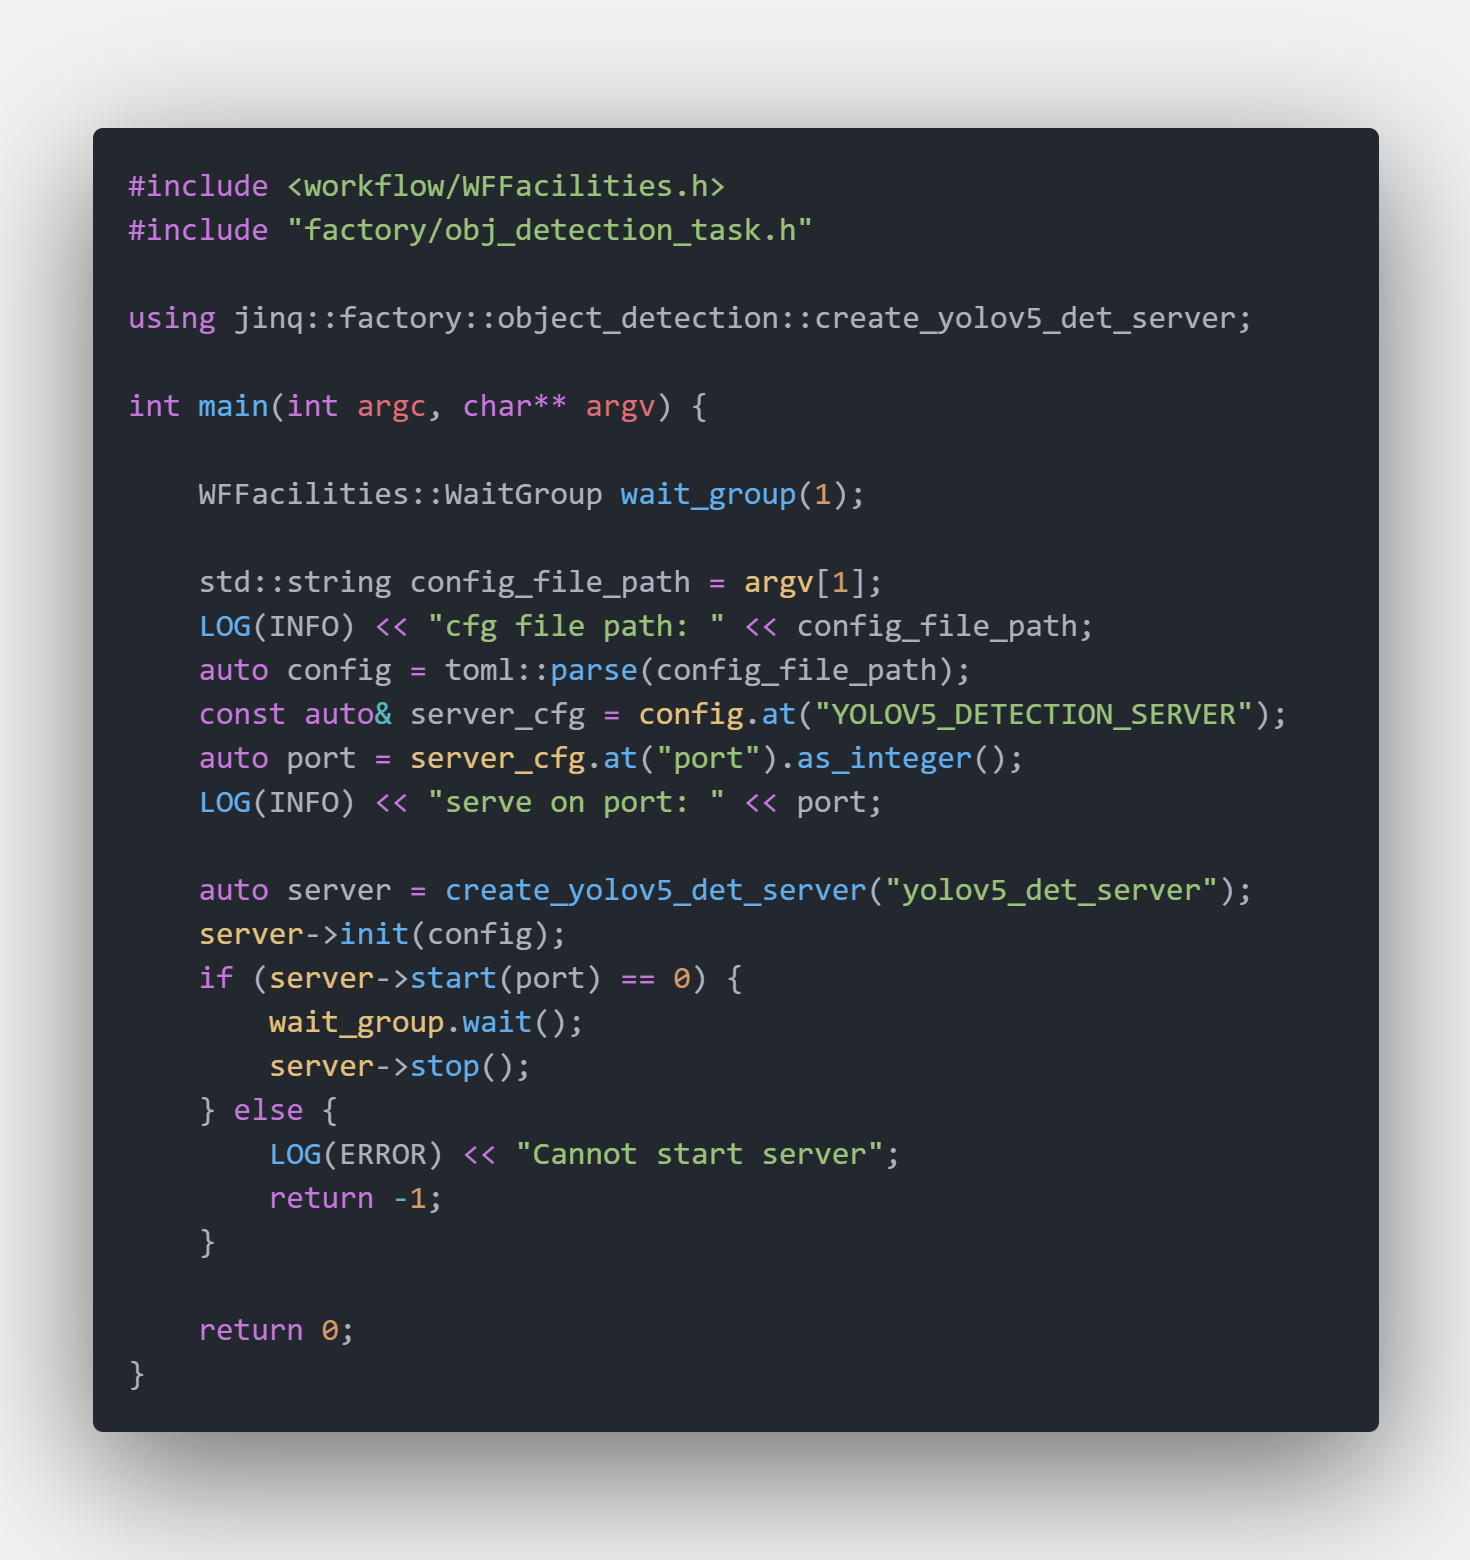 #include <workflow/WFFacilities.h>
#include "factory/obj_detection_task.h"

using jinq::factory::object_detection::create_yolov5_det_server;

int main(int argc, char** argv) {

    WFFacilities::WaitGroup wait_group(1);

    std::string config_file_path = argv[1];
    LOG(INFO) << "cfg file path: " << config_file_path;
    auto config = toml::parse(config_file_path);
    const auto& server_cfg = config.at("YOLOV5_DETECTION_SERVER");
    auto port = server_cfg.at("port").as_integer();
    LOG(INFO) << "serve on port: " << port;

    auto server = create_yolov5_det_server("yolov5_det_server");
    server->init(config);
    if (server->start(port) == 0) {
        wait_group.wait();
        server->stop();
    } else {
        LOG(ERROR) << "Cannot start server";
        return -1;
    }

    return 0;
}